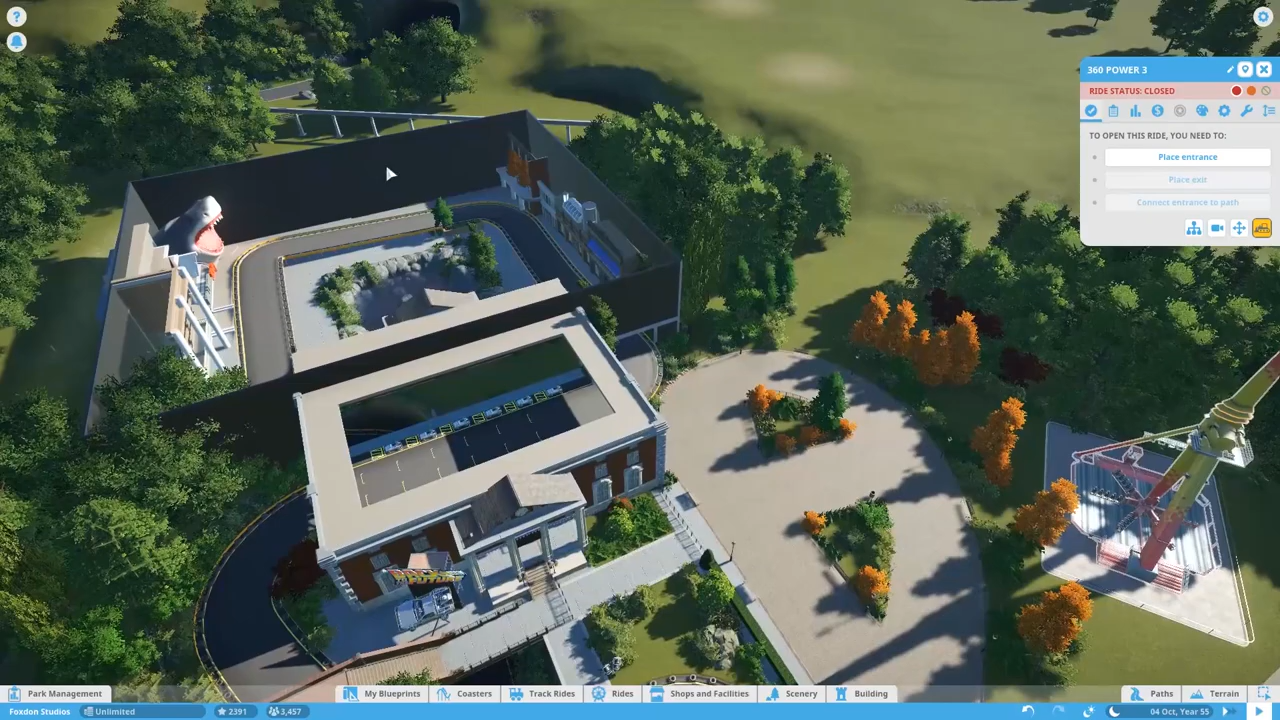 360 POWER 3
RIDE STATUS: CLOSED
TO OPEN THIS RIDE, YOU NEED TO:
Place entrance
Place exit
Connect entrance to path
FUTURE
Park Management
My Blueprints
Coasters
Track Rides
Rides
Shops and Facilities
Scenery
Building
Paths
Terrain
Foxdon Studios
Unlimited
2391
3,457
04 Oct, Year 55